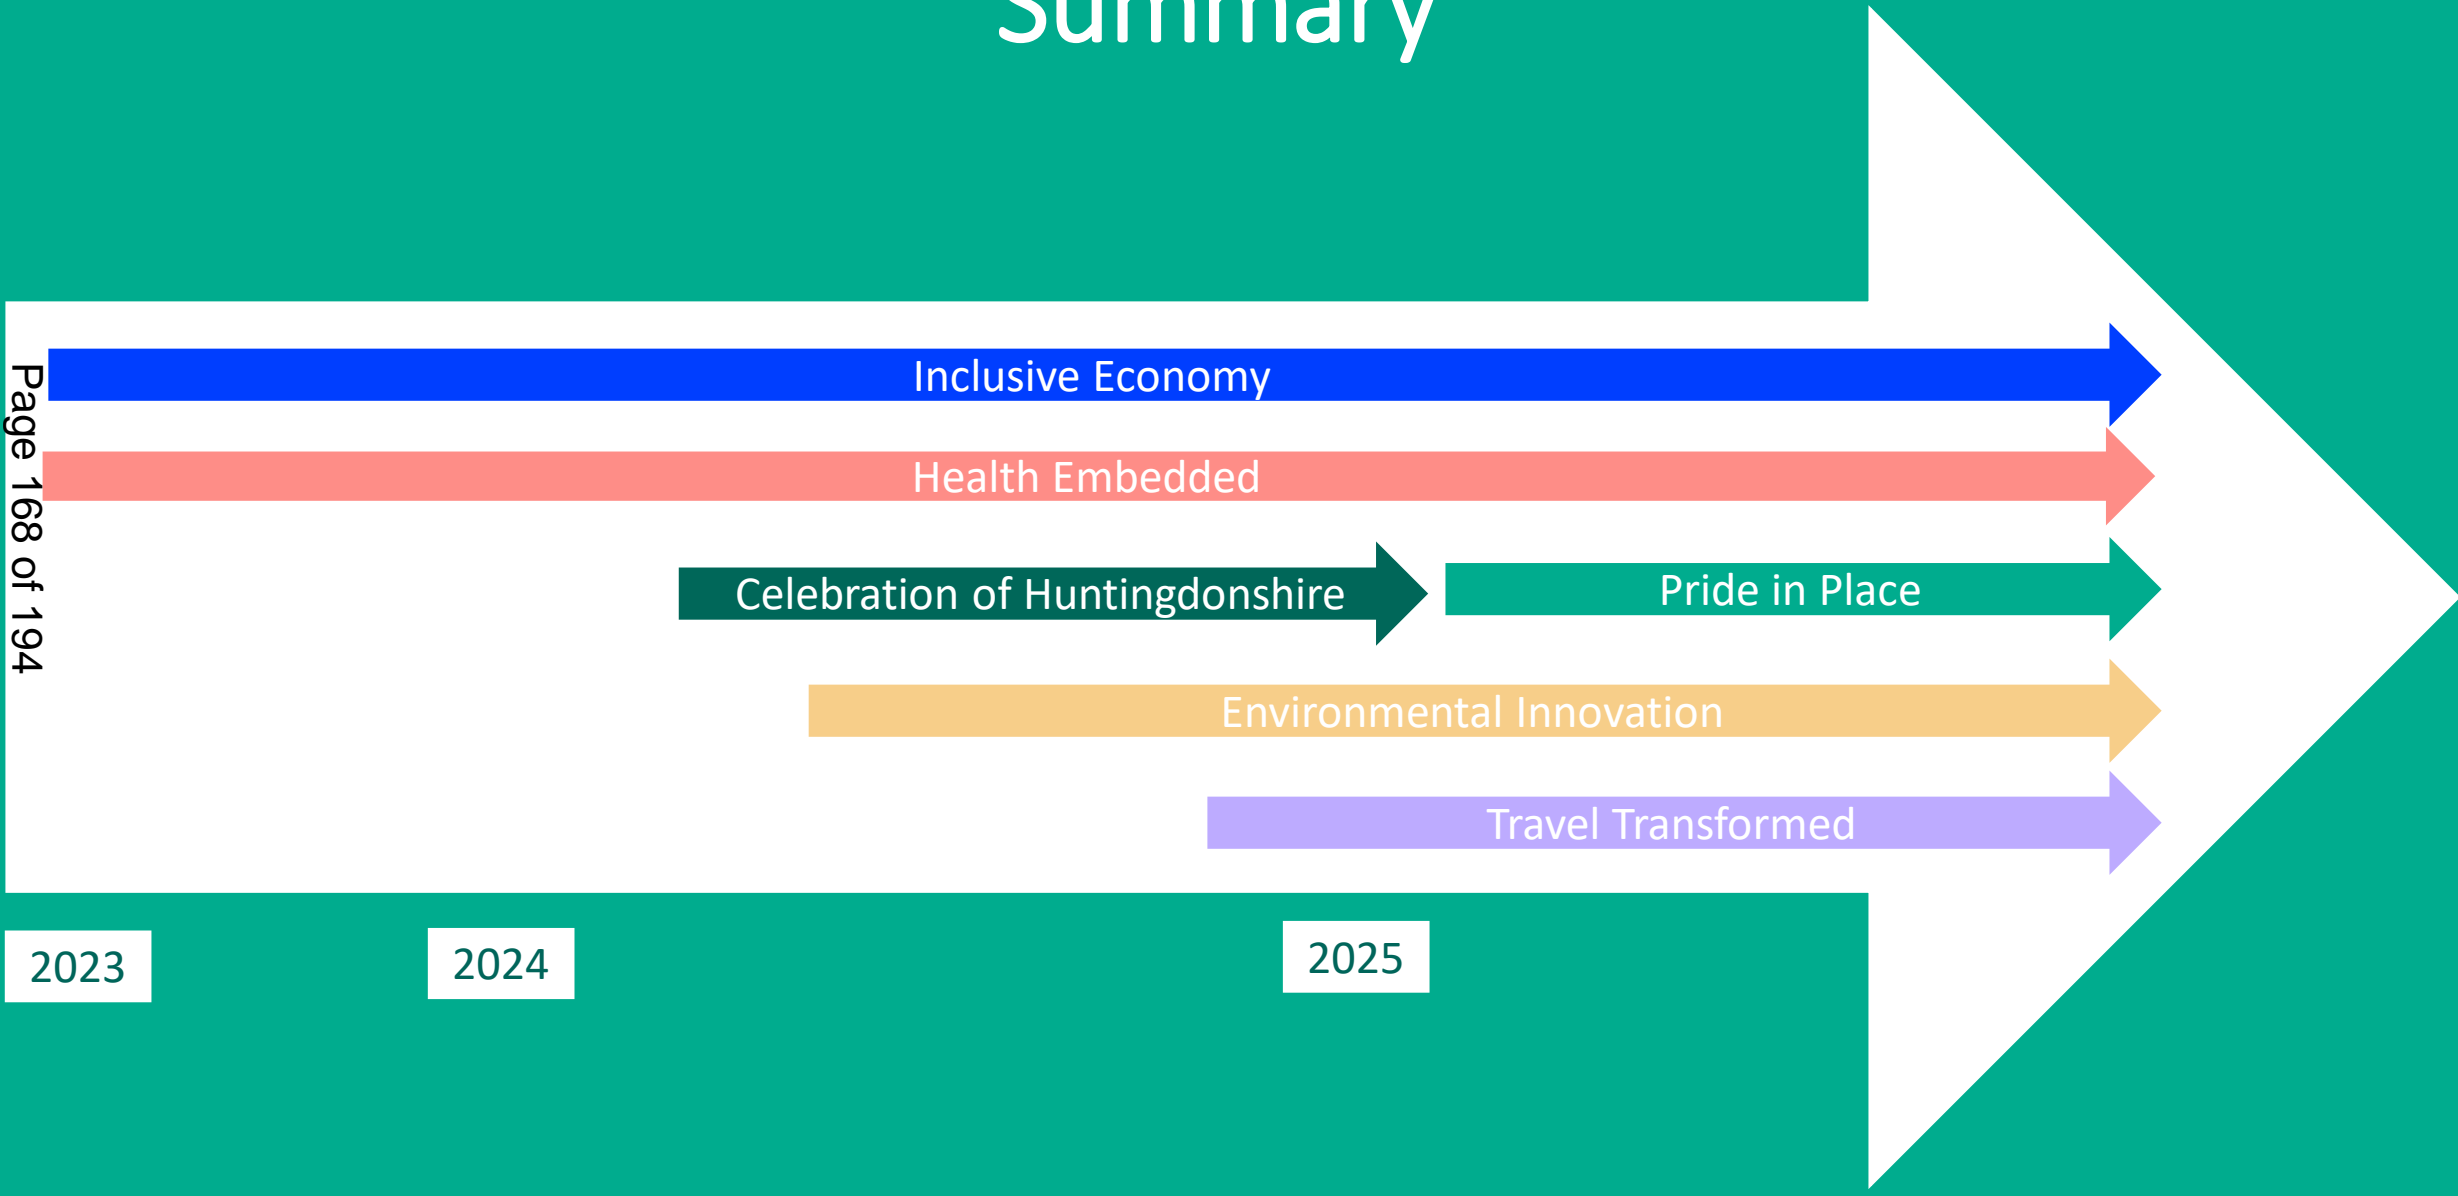 Summary
Inclusive Economy
Health Embedded
Celebration of Huntingdonshire
Pride in Place
Environmental Innovation
Travel Transformed
2023
2024
2025
Page 168 of 194